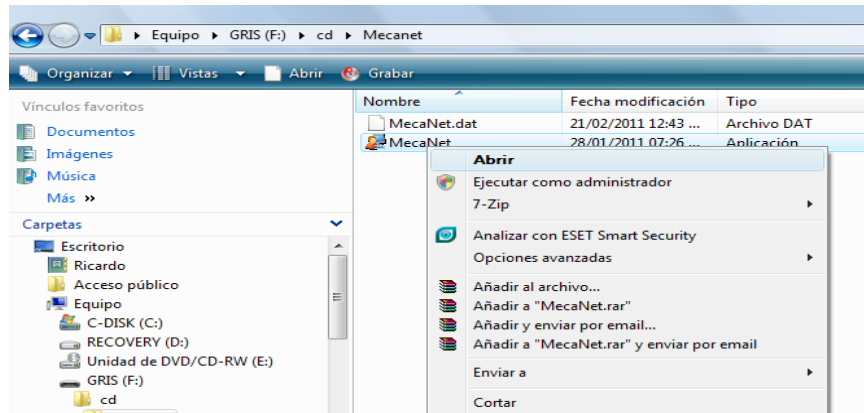 Equipo ▸ GRIS (F:) ▸ cd ▸ Mecanet
Organizar Vistas Abrir Grabar
Vínculos favoritos
Documentos
Imágenes
Música
Más »
Carpetas
Escritorio
Ricardo
Acceso público
Equipo
C-DISK (C:)
RECOVERY (D:)
Unidad de DVD/CD-RW (E:)
GRIS (F:)
cd
Nombre Fecha modificación Tipo
MecaNet.dat 21/02/2011 12:43 ... Archivo DAT
MecaNet 28/01/2011 07:26 ... Aplicación
Abrir
Ejecutar como administrador
7-Zip
Analizar con ESET Smart Security
Opciones avanzadas
Añadir al archivo...
Añadir a "MecaNet.rar"
Añadir y enviar por email...
Añadir a "MecaNet.rar" y enviar por email
Enviar a
Cortar